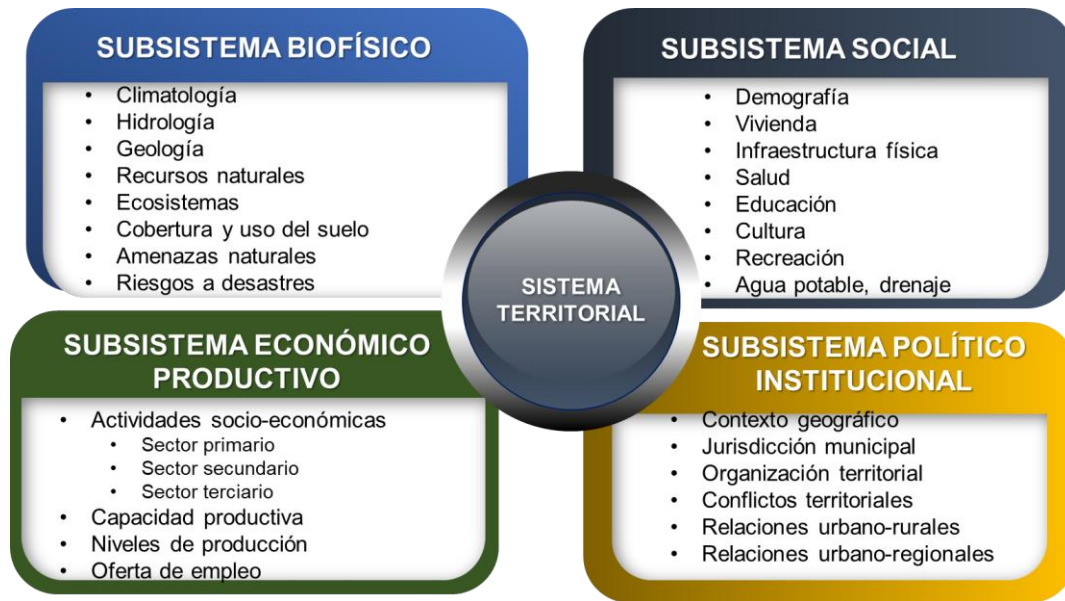 SUBSISTEMA BIOFÍSICO
• Climatología
• Hidrología
• Geología
• Recursos naturales
• Ecosistemas
• Cobertura y uso del suelo
• Amenazas naturales
• Riesgos a desastres
SUBSISTEMA SOCIAL
• Demografía
• Vivienda
• Infraestructura física
• Salud
• Educación
• Cultura
• Recreación
• Agua potable, drenaje
SISTEMA
TERRITORIAL
SUBSISTEMA ECONÓMICO
PRODUCTIVO
• Actividades socio-económicas
• Sector primario
• Sector secundario
• Sector terciario
• Capacidad productiva
• Niveles de producción
• Oferta de empleo
SUBSISTEMA POLÍTICO
INSTITUCIONAL
• Contexto geográfico
• Jurisdicción municipal
• Organización territorial
• Conflictos territoriales
• Relaciones urbano-rurales
• Relaciones urbano-regionales